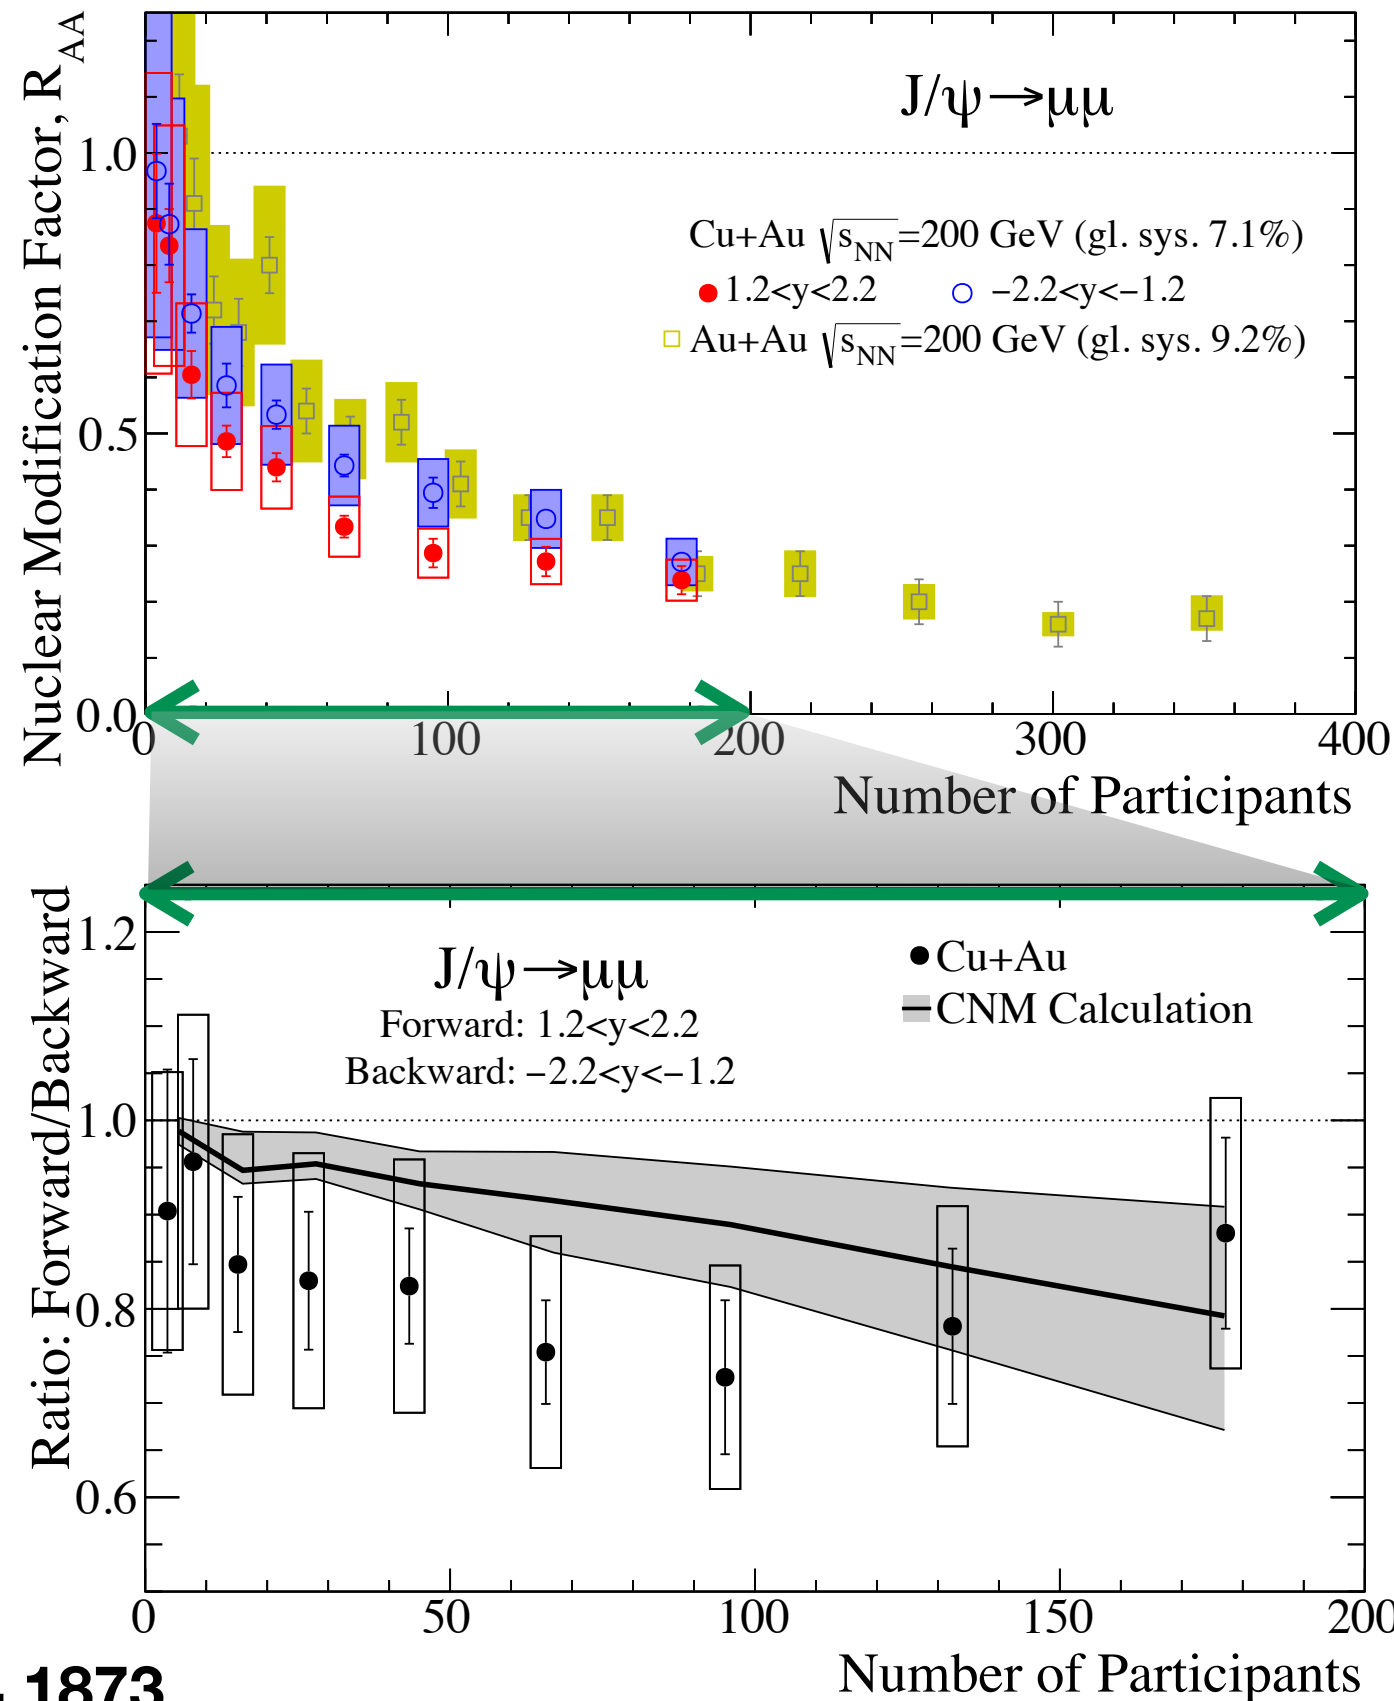 Nuclear Modification Factor, R_AA
J/ψ→μμ
1.0
Cu+Au √s_NN=200 GeV (gl. sys. 7.1%)
1.2<y<2.2 −2.2<y<−1.2
Au+Au √s_NN=200 GeV (gl. sys. 9.2%)
0.5
0.0
0 100 200 300 400
Number of Participants
Ratio: Forward/Backward
1.2
J/ψ→μμ
Forward: 1.2<y<2.2
Backward: −2.2<y<−1.2
Cu+Au
CNM Calculation
1.0
0.8
0.6
0 50 100 150 200
Number of Participants
1873